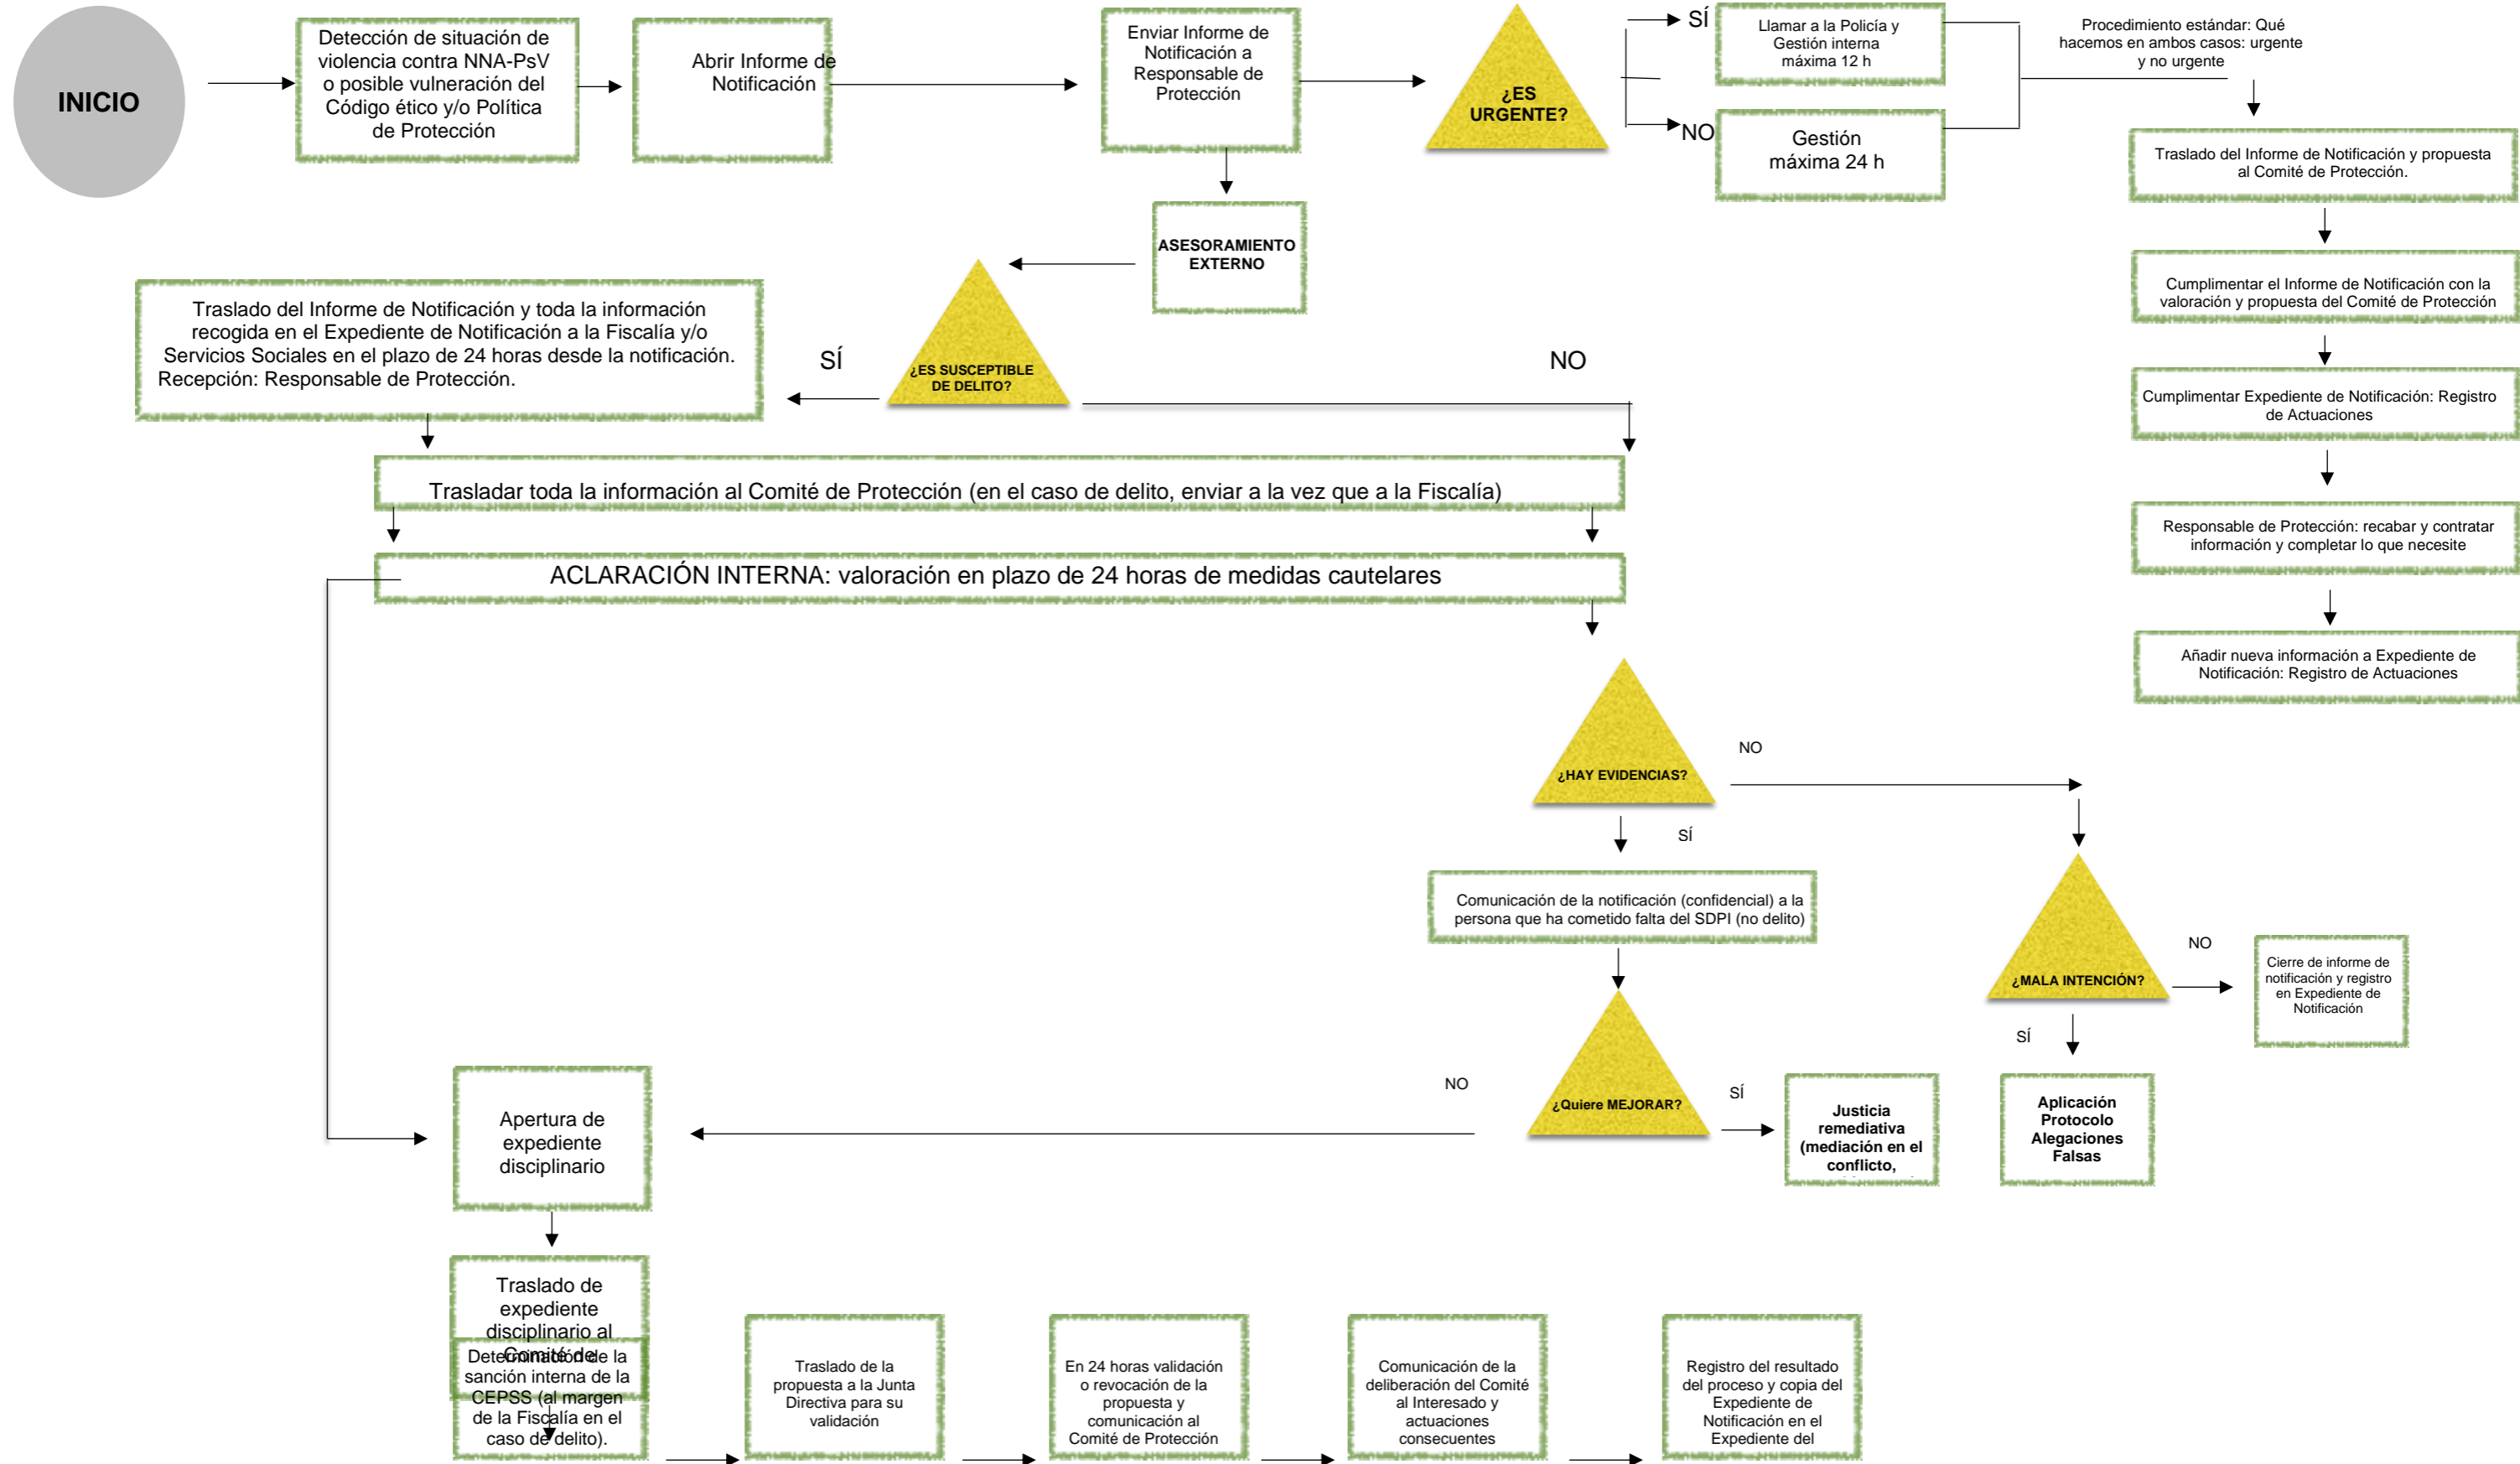 INICIO
Detección de situación de
violencia contra NNA-PsV
o posible vulneración del
Código ético y/o Política
de Protección
Abrir Informe de
Notificación
Enviar Informe de
Notificación a
Responsable de
Protección
¿ES
URGENTE?
SÍ
Llamar a la Policía y
Gestión interna
máxima 12 h
NO
Gestión
máxima 24 h
Procedimiento estándar: Qué
hacemos en ambos casos: urgente
y no urgente
Traslado del Informe de Notificación y propuesta
al Comité de Protección.
Cumplimentar el Informe de Notificación con la
valoración y propuesta del Comité de Protección
Cumplimentar Expediente de Notificación: Registro
de Actuaciones
Responsable de Protección: recabar y contratar
información y completar lo que necesite
Añadir nueva información a Expediente de
Notificación: Registro de Actuaciones
ASESORAMIENTO
EXTERNO
¿ES SUSCEPTIBLE
DE DELITO?
SÍ
NO
Traslado del Informe de Notificación y toda la información
recogida en el Expediente de Notificación a la Fiscalía y/o
Servicios Sociales en el plazo de 24 horas desde la notificación.
Recepción: Responsable de Protección.
Trasladar toda la información al Comité de Protección (en el caso de delito, enviar a la vez que a la Fiscalía)
ACLARACIÓN INTERNA: valoración en plazo de 24 horas de medidas cautelares
¿HAY EVIDENCIAS?
NO
SÍ
Comunicación de la notificación (confidencial) a la
persona que ha cometido falta del SDPI (no delito)
¿MALA INTENCIÓN?
NO
Cierre de informe de
notificación y registro
en Expediente de
Notificación
SÍ
Aplicación
Protocolo
Alegaciones
Falsas
¿Quiere MEJORAR?
NO
SÍ
Justicia
remediativa
(mediación en el
conflicto,
Apertura de
expediente
disciplinario
Traslado de
expediente
disciplinario al
Comité de
Determinación de la
sanción interna de la
CEPSS (al margen
de la Fiscalía en el
caso de delito).
Traslado de la
propuesta a la Junta
Directiva para su
validación
En 24 horas validación
o revocación de la
propuesta y
comunicación al
Comité de Protección
Comunicación de la
deliberación del Comité
al Interesado y
actuaciones
consecuentes
Registro del resultado
del proceso y copia del
Expediente de
Notificación en el
Expediente del